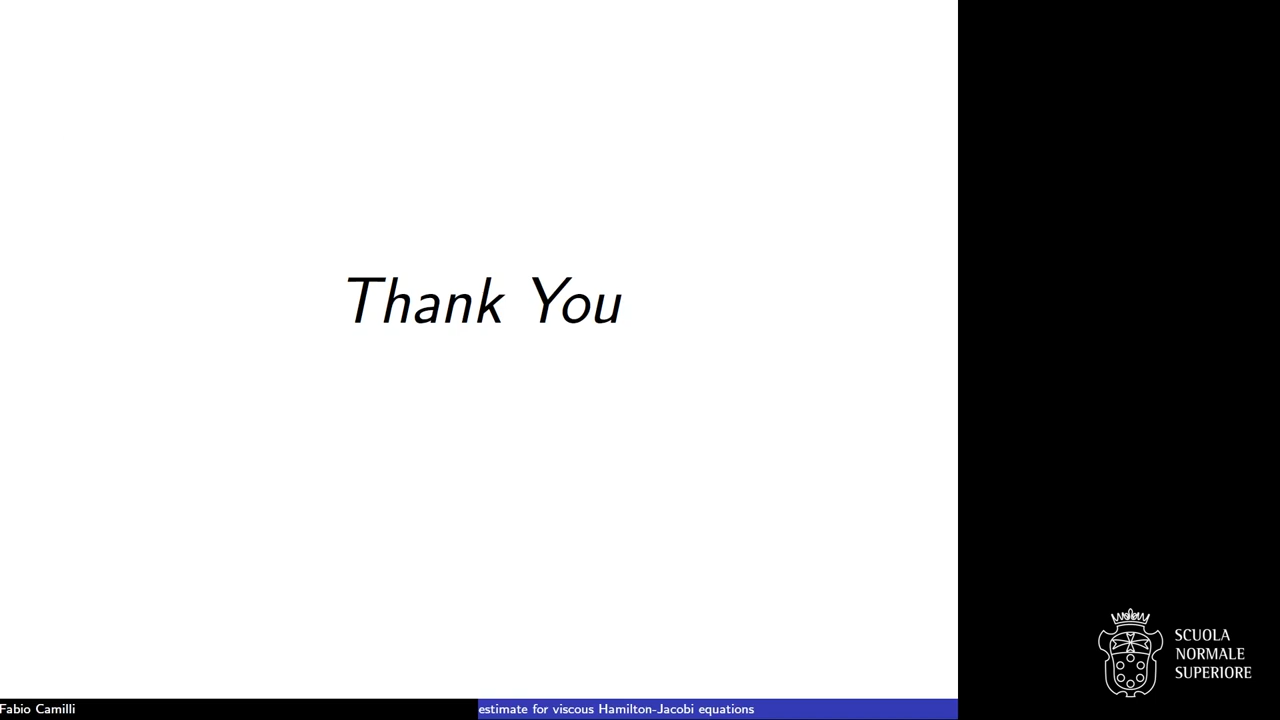 Thank You
SCUOLA
NORMALE
SUPERIORE
Fabio Camilli
estimate for viscous Hamilton-Jacobi equations